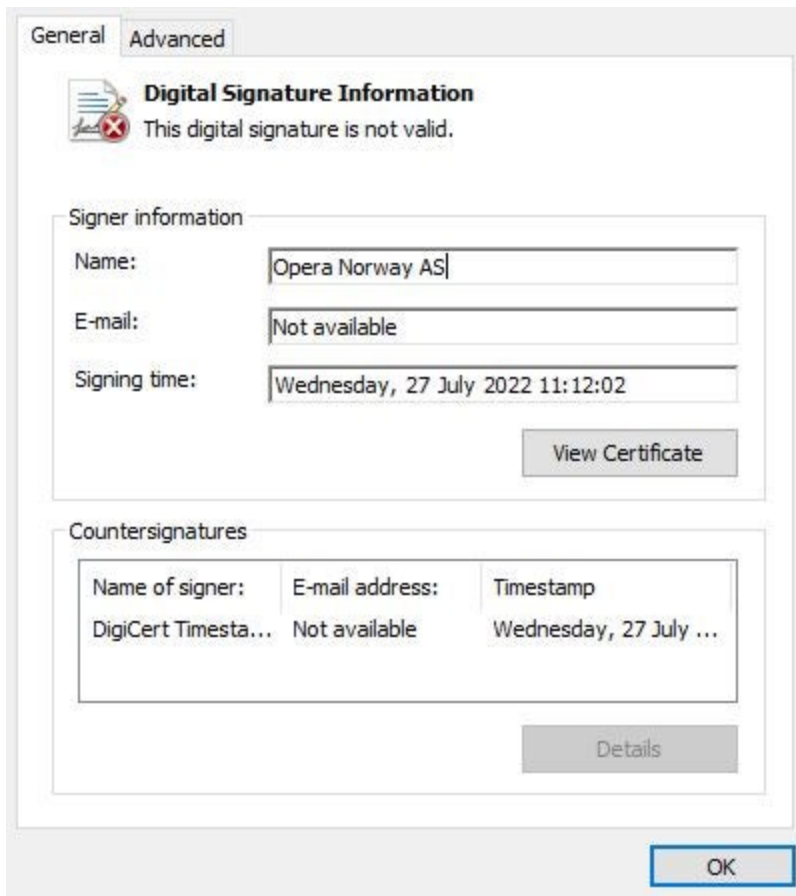 General
Advanced
Digital Signature Information
This digital signature is not valid.
Signer information
Name:
Opera Norway AS
E-mail:
Not available
Signing time:
Wednesday, 27 July 2022 11:12:02
View Certificate
Countersignatures
Name of signer:
E-mail address:
Timestamp
DigiCert Timesta...
Not available
Wednesday, 27 July ...
Details
OK